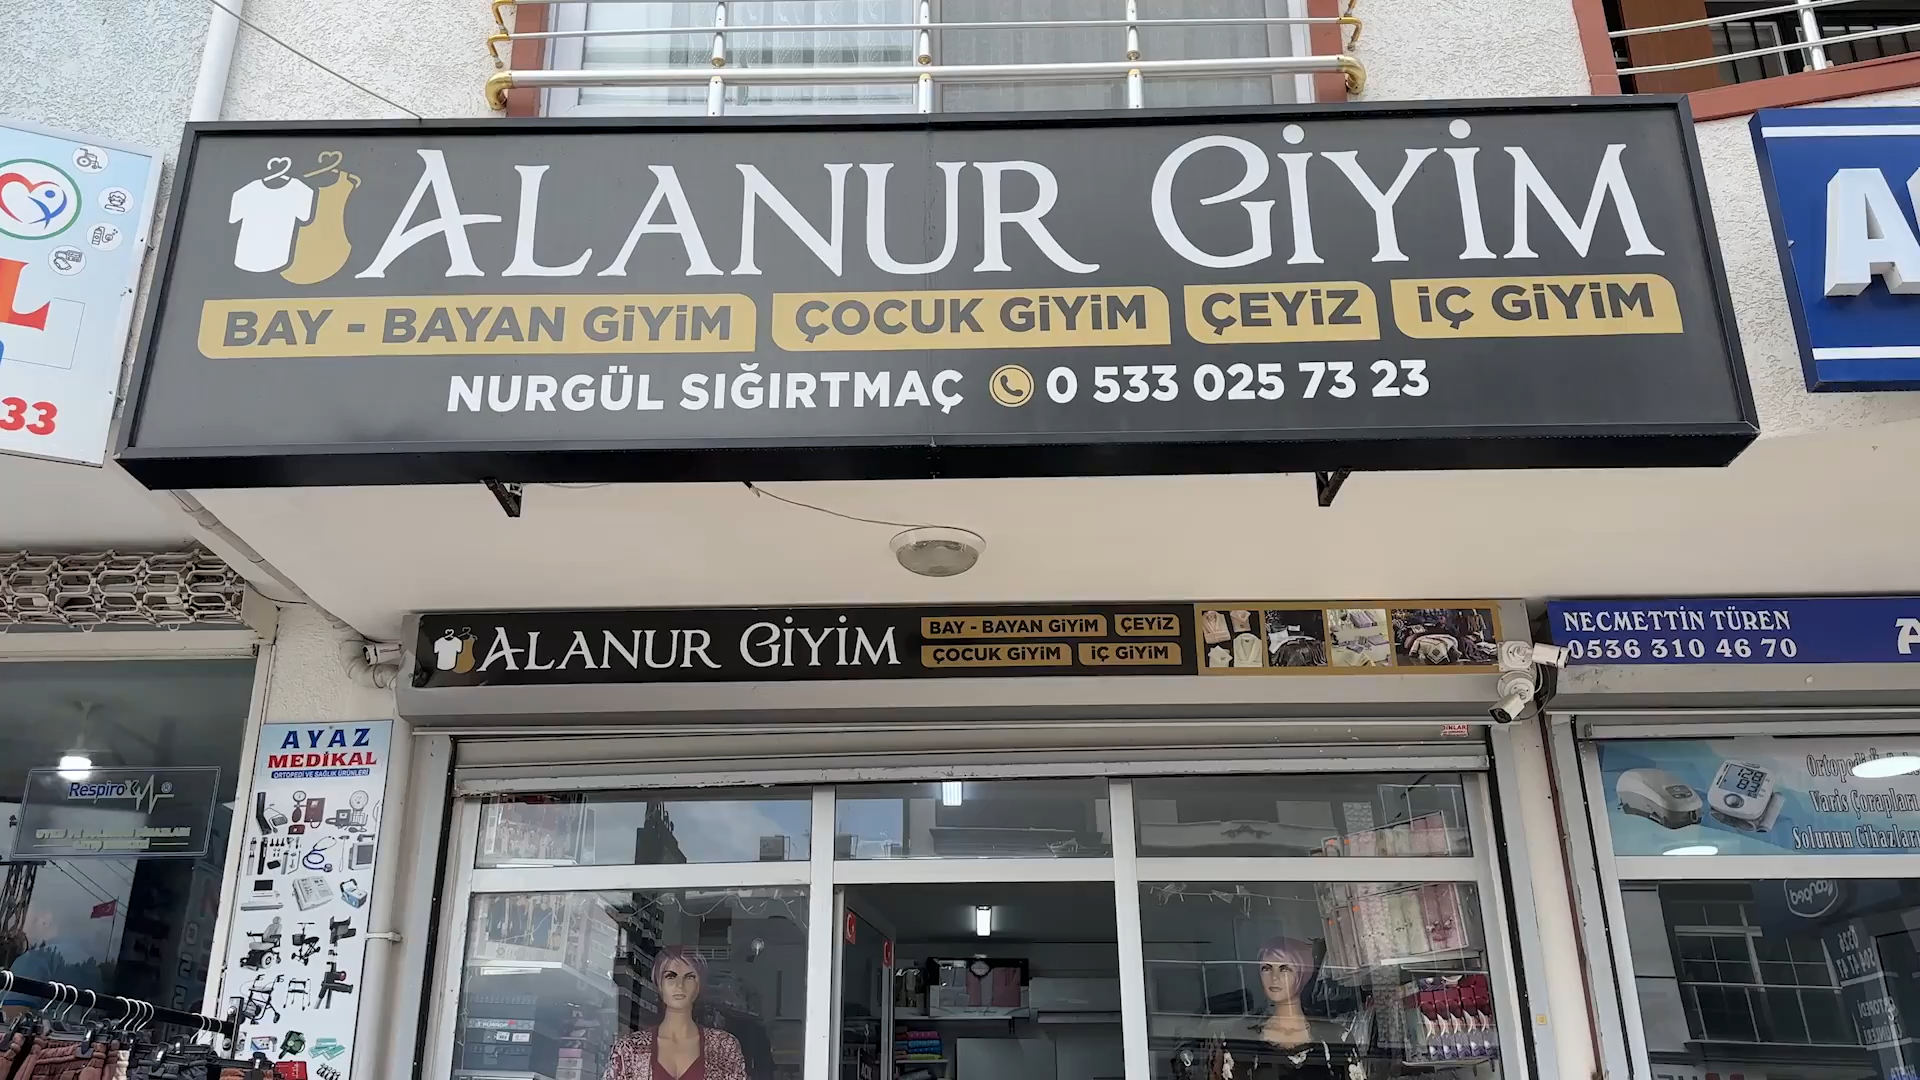 ALANUR GİYİM
BAY - BAYAN GİYİM ÇOCUK GİYİM ÇEYİZ İÇ GİYİM
NURGÜL SIĞIRTMAÇ 0 533 025 73 23
33
ALANUR GİYİM
BAY - BAYAN GİYİM ÇEYİZ
ÇOCUK GİYİM İÇ GİYİM
NECMETTİN TÜREN
0536 310 46 70
AYAZ
MEDİKAL
ORTOPEDİ VE SAĞLIK ÜRÜNLERİ
Respirox
Varis Çorapları
Solunum Cihazları